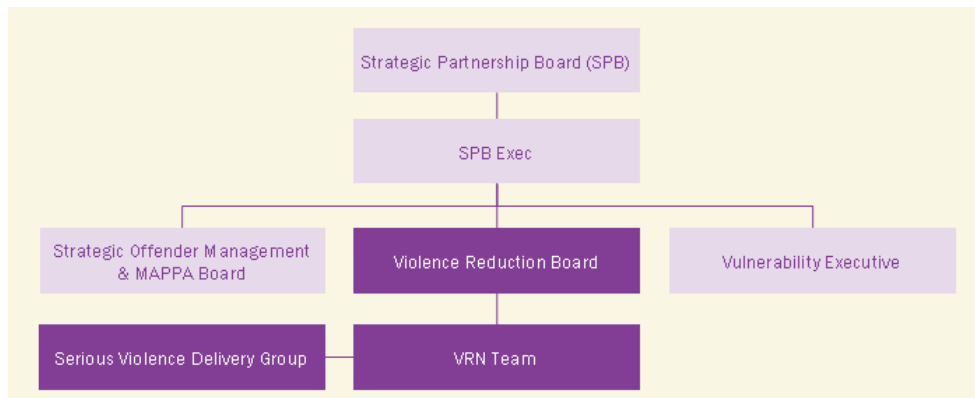 Strategic Partnership Board (SPB)
SPB Exec
Strategic Offender Management
& MAPPA Board
Violence Reduction Board
Vulnerability Executive
Serious Violence Delivery Group
VRN Team